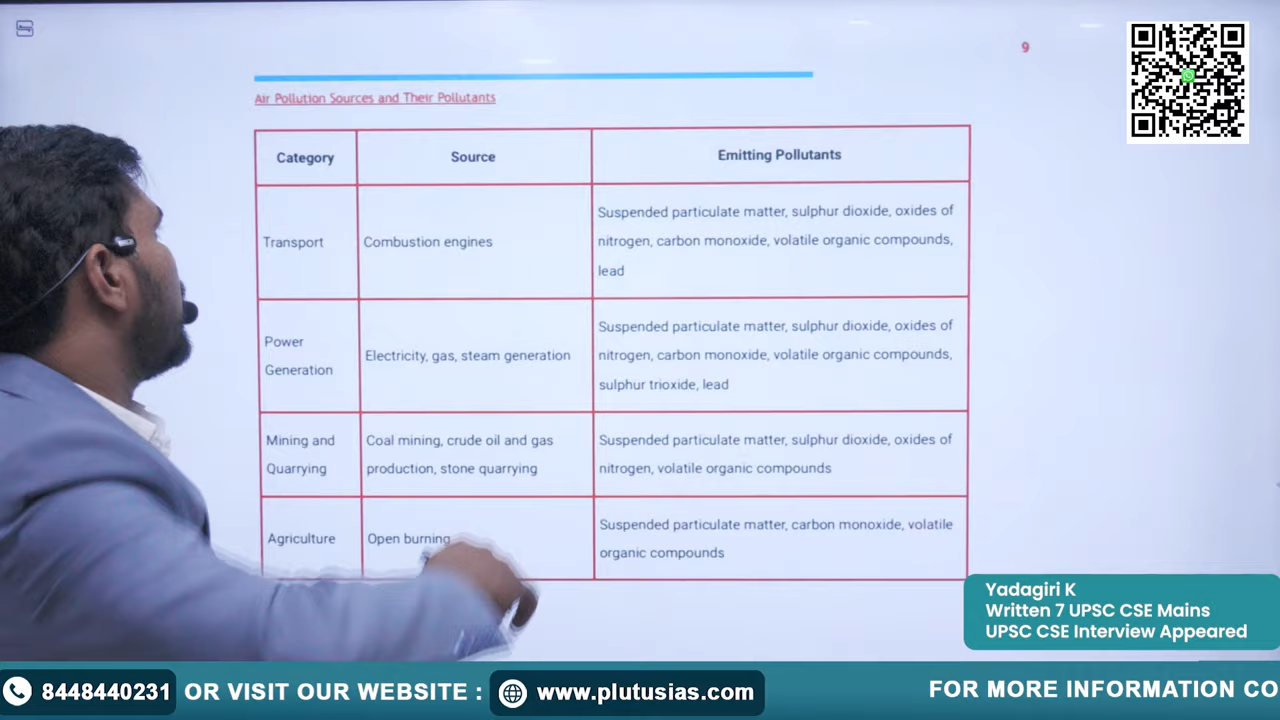 9
Air Pollution Sources and Their Pollutants
Category
Source
Emitting Pollutants
Transport
Combustion engines
Suspended particulate matter, sulphur dioxide, oxides of
nitrogen, carbon monoxide, volatile organic compounds,
lead
Power
Generation
Electricity, gas, steam generation
Suspended particulate matter, sulphur dioxide, oxides of
nitrogen, carbon monoxide, volatile organic compounds,
sulphur trioxide, lead
Mining and
Quarrying
Coal mining, crude oil and gas
production, stone quarrying
Suspended particulate matter, sulphur dioxide, oxides of
nitrogen, volatile organic compounds
Agriculture
Open burning
Suspended particulate matter, carbon monoxide, volatile
organic compounds
Yadagiri K
Written 7 UPSC CSE Mains
UPSC CSE Interview Appeared
8448440231 OR VISIT OUR WEBSITE : www.plutusias.com FOR MORE INFORMATION CO